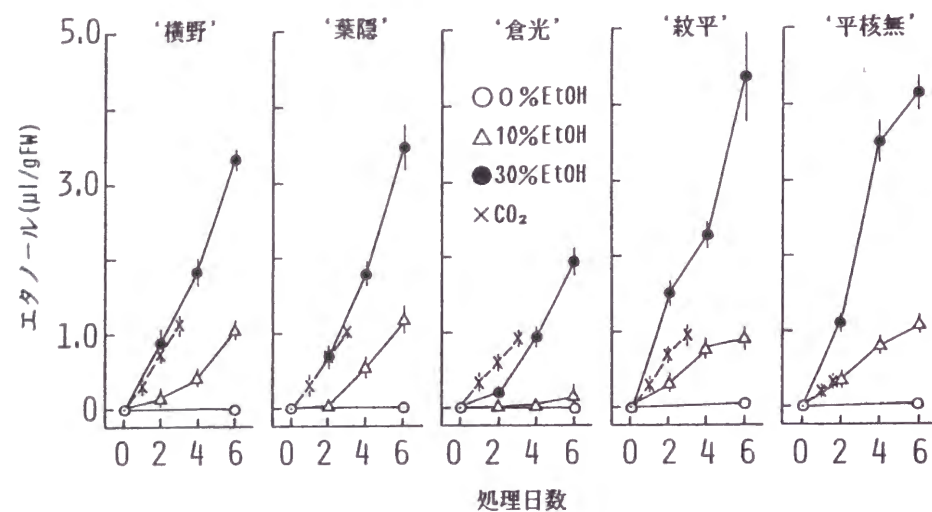 '横野' '葉隠' '倉光' '紋平' '平核無'
5.0
3.0
1.0
0
エタノール(μl/gFW)
○0%EtOH
△10%EtOH
●30%EtOH
×CO₂
0 2 4 6 0 2 4 6 0 2 4 6 0 2 4 6 0 2 4 6
処理日数